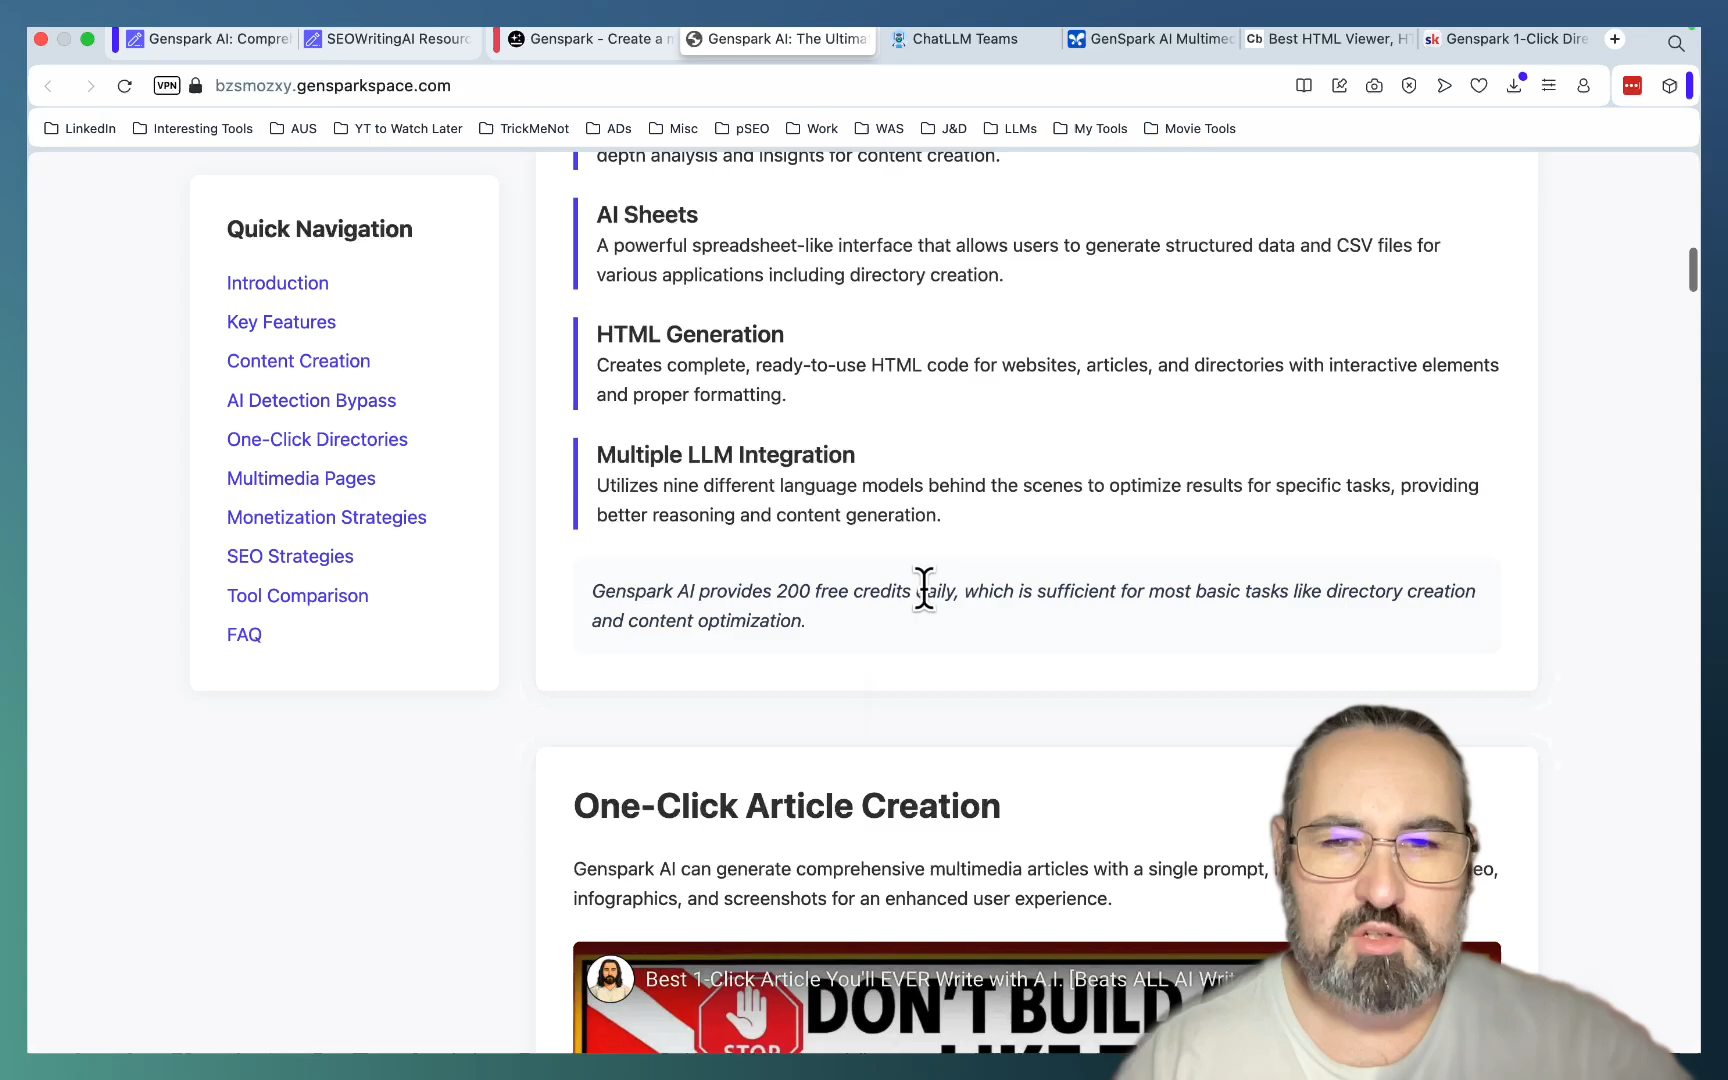 Genspark AI: Compreh
SEOWritingAI Resourc
Genspark - Create a m
Genspark AI: The Ultima
ChatLLM Teams
GenSpark AI Multimed
Cb Best HTML Viewer, H
sk Genspark 1-Click Dire
VPN
bzsmozxy.gensparkspace.com
LinkedIn
Interesting Tools
AUS
YT to Watch Later
TrickMeNot
ADs
Misc
pSEO
Work
WAS
J&D
LLMs
My Tools
Movie Tools
Quick Navigation
Introduction
Key Features
Content Creation
AI Detection Bypass
One-Click Directories
Multimedia Pages
Monetization Strategies
SEO Strategies
Tool Comparison
FAQ
depth analysis and insights for content creation.
AI Sheets
A powerful spreadsheet-like interface that allows users to generate structured data and CSV files for
various applications including directory creation.
HTML Generation
Creates complete, ready-to-use HTML code for websites, articles, and directories with interactive elements
and proper formatting.
Multiple LLM Integration
Utilizes nine different language models behind the scenes to optimize results for specific tasks, providing
better reasoning and content generation.
Genspark AI provides 200 free credits daily, which is sufficient for most basic tasks like directory creation
and content optimization.
One-Click Article Creation
Genspark AI can generate comprehensive multimedia articles with a single prompt,
infographics, and screenshots for an enhanced user experience.
Best 1-Click Article You'll EVER Write with A.I. [Beats ALL AI Writ
STOP
DON'T BUILD
LIKE